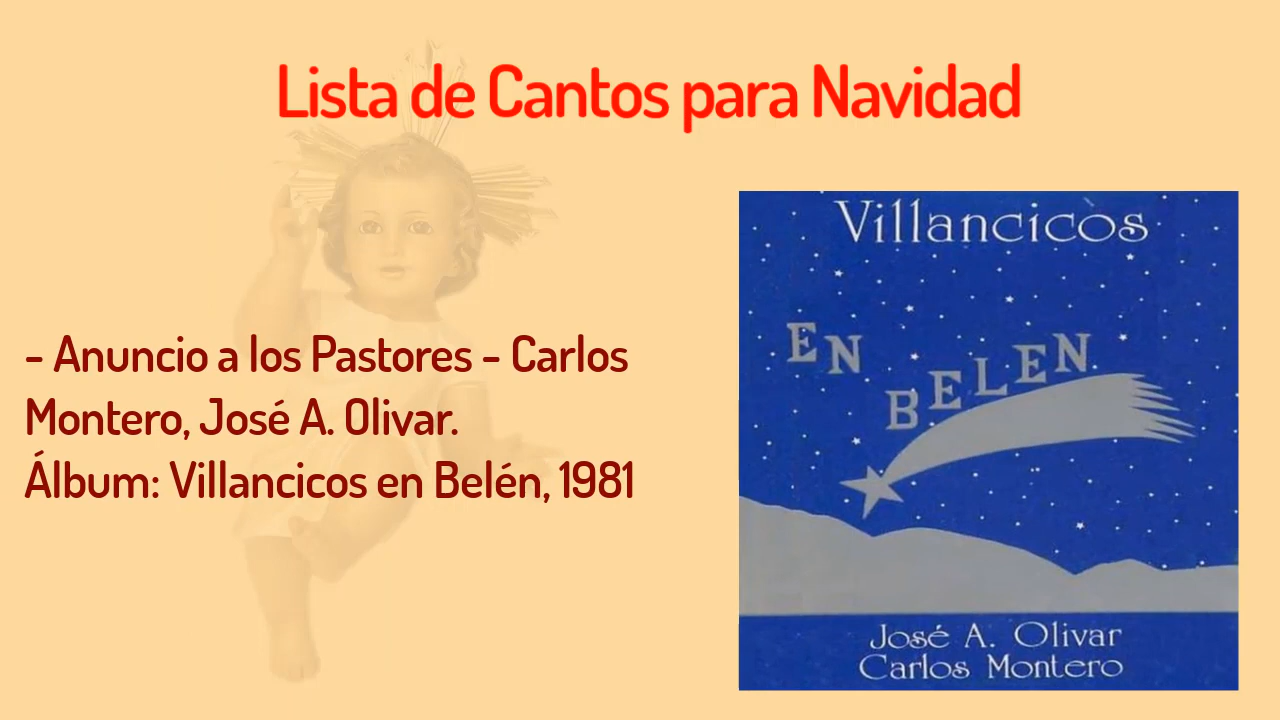 Lista de Cantos para Navidad
- Anuncio a los Pastores - Carlos
Montero, José A. Olivar.
Álbum: Villancicos en Belén, 1981
Villancicos
EN
BELEN
José A. Olivar
Carlos Montero